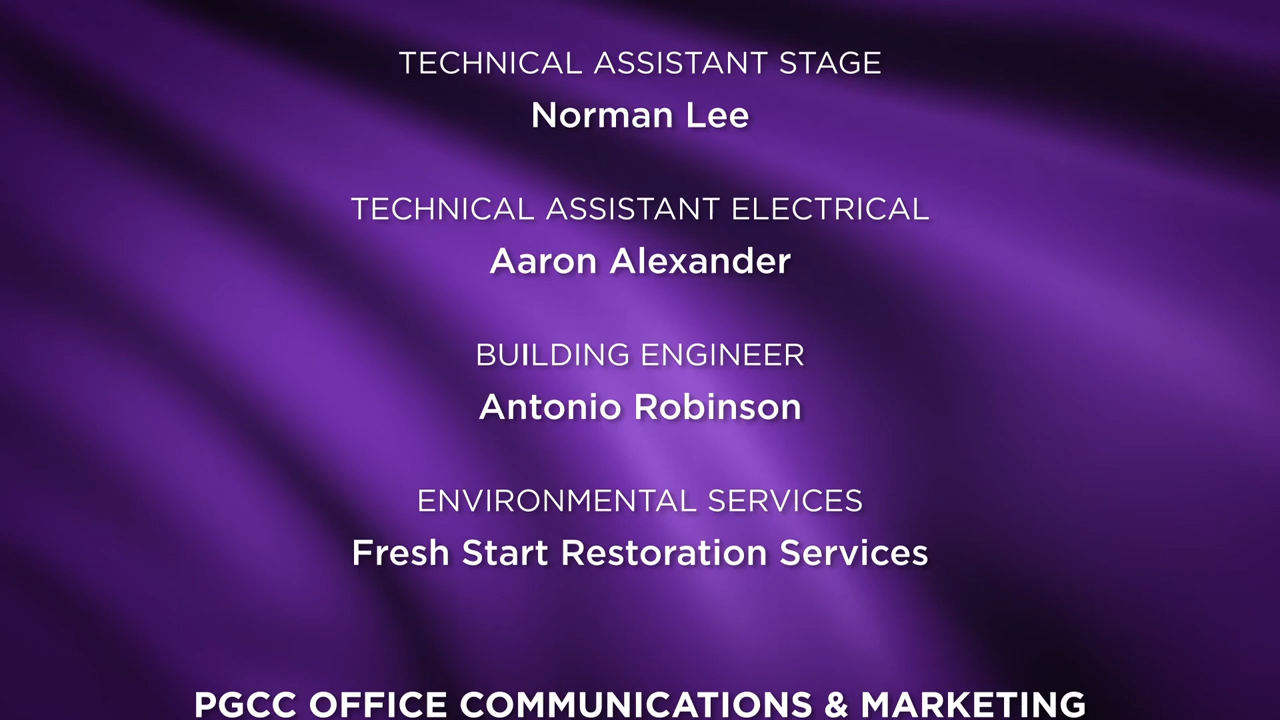 TECHNICAL ASSISTANT STAGE
Norman Lee
TECHNICAL ASSISTANT ELECTRICAL
Aaron Alexander
BUILDING ENGINEER
Antonio Robinson
ENVIRONMENTAL SERVICES
Fresh Start Restoration Services
PGCC OFFICE COMMUNICATIONS & MARKETING